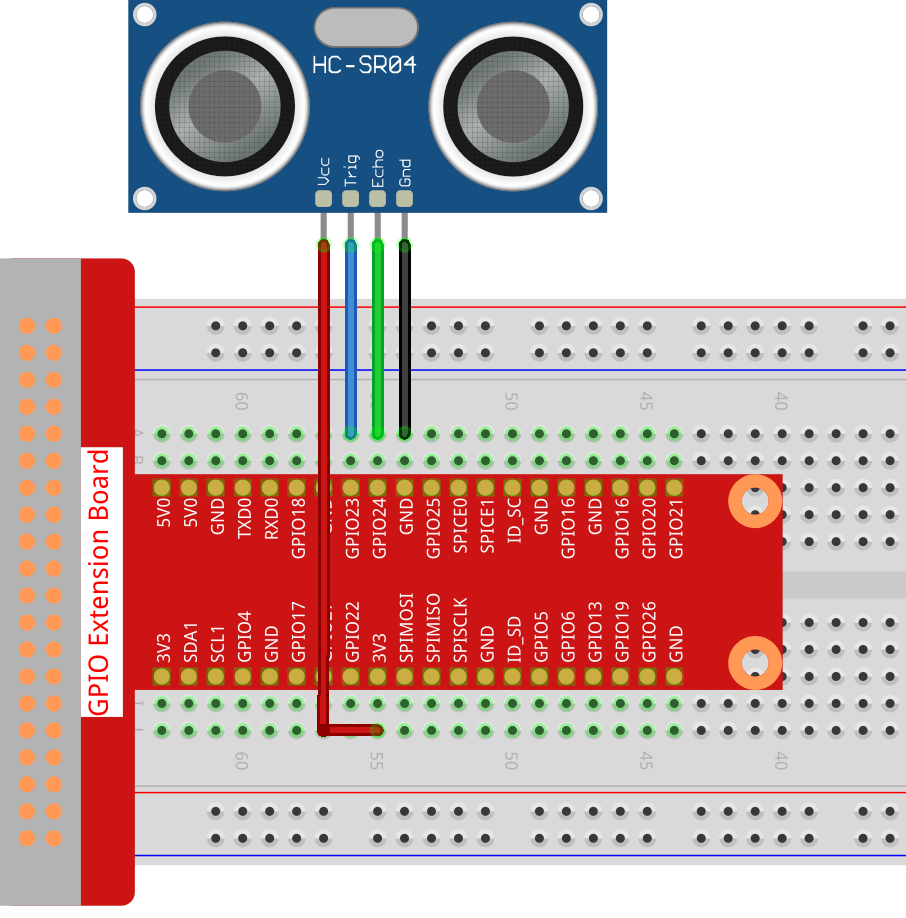 HC-SR04
Vcc
Trig
Echo
Gnd
60
50
45
40
A
B
5V0
5V0
GND
TXD0
RXD0
GPIO18
GPIO23
GPIO24
GND
GPIO25
SPICE0
SPICE1
ID_SC
GND
GPIO16
GND
GPIO16
GPIO20
GPIO21
GPIO Extension Board
3V3
SDA1
SCL1
GPIO4
GND
GPIO17
GPIO22
3V3
SPIMOSI
SPIMISO
SPISCLK
GND
ID_SD
GPIO5
GPIO6
GPIO13
GPIO19
GPIO26
GND
60
55
50
45
40